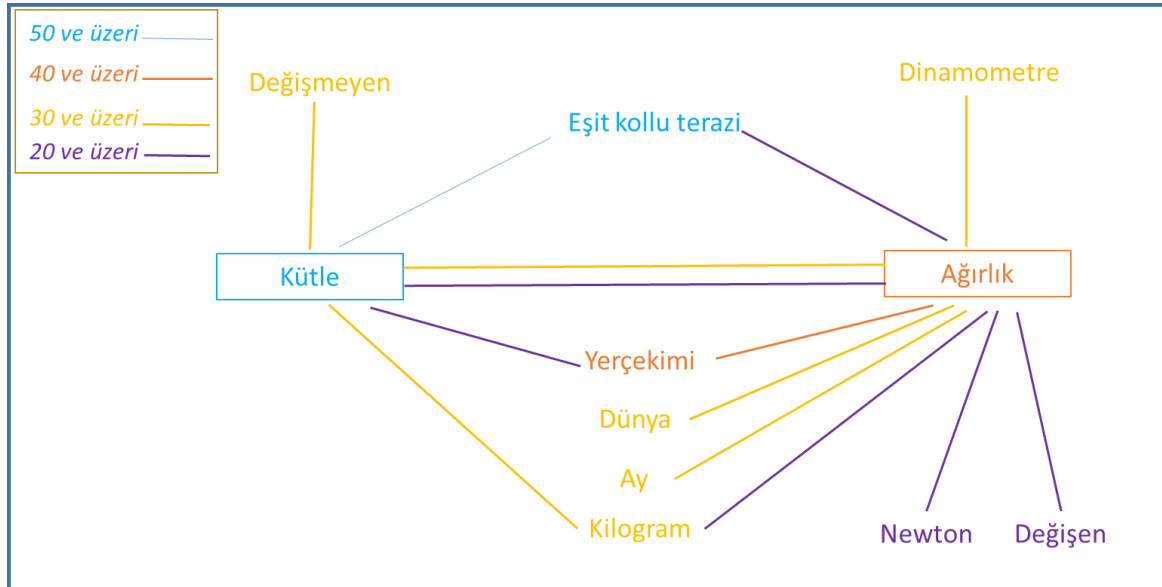 50 ve üzeri
40 ve üzeri
30 ve üzeri
20 ve üzeri
Değişmeyen
Dinamometre
Eşit kollu terazi
Kütle
Ağırlık
Yerçekimi
Dünya
Ay
Kilogram
Newton
Değişen